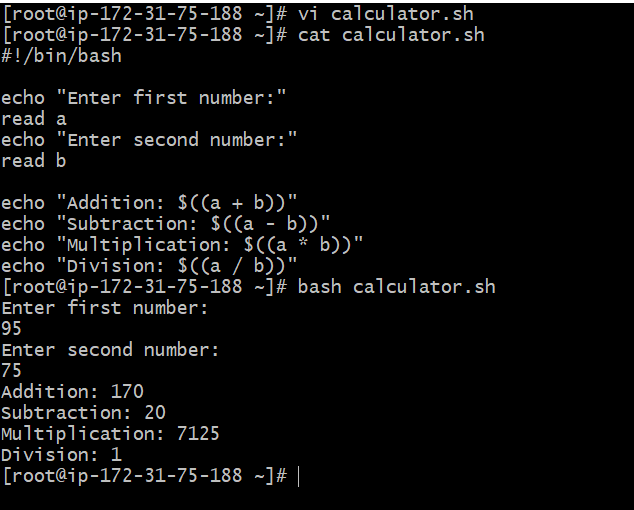 [root@ip-172-31-75-188 ~]# vi calculator.sh
[root@ip-172-31-75-188 ~]# cat calculator.sh
#!/bin/bash

echo "Enter first number:"
read a
echo "Enter second number:"
read b

echo "Addition: $((a + b))"
echo "Subtraction: $((a - b))"
echo "Multiplication: $((a * b))"
echo "Division: $((a / b))"
[root@ip-172-31-75-188 ~]# bash calculator.sh
Enter first number:
95
Enter second number:
75
Addition: 170
Subtraction: 20
Multiplication: 7125
Division: 1
[root@ip-172-31-75-188 ~]#